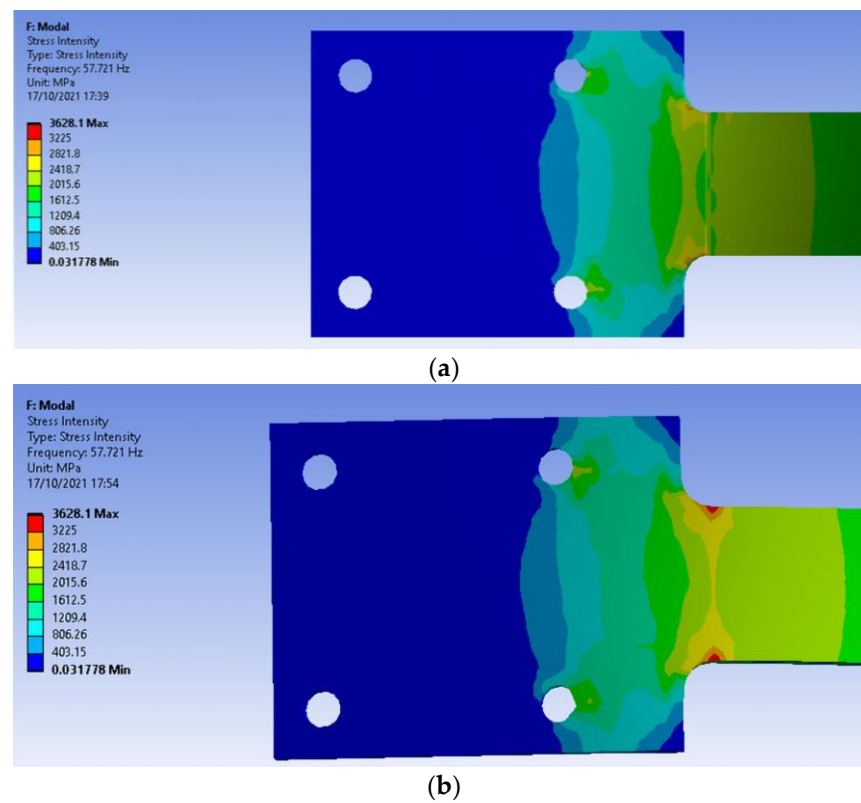 F: Modal
Stress Intensity
Type: Stress Intensity
Frequency: 57.721 Hz
Unit: MPa
17/10/2021 17:39
3628.1 Max
3225
2821.8
2418.7
2015.6
1612.5
1209.4
806.26
403.15
0.031778 Min
(a)
F: Modal
Stress Intensity
Type: Stress Intensity
Frequency: 57.721 Hz
Unit: MPa
17/10/2021 17:54
3628.1 Max
3225
2821.8
2418.7
2015.6
1612.5
1209.4
806.26
403.15
0.031778 Min
(b)